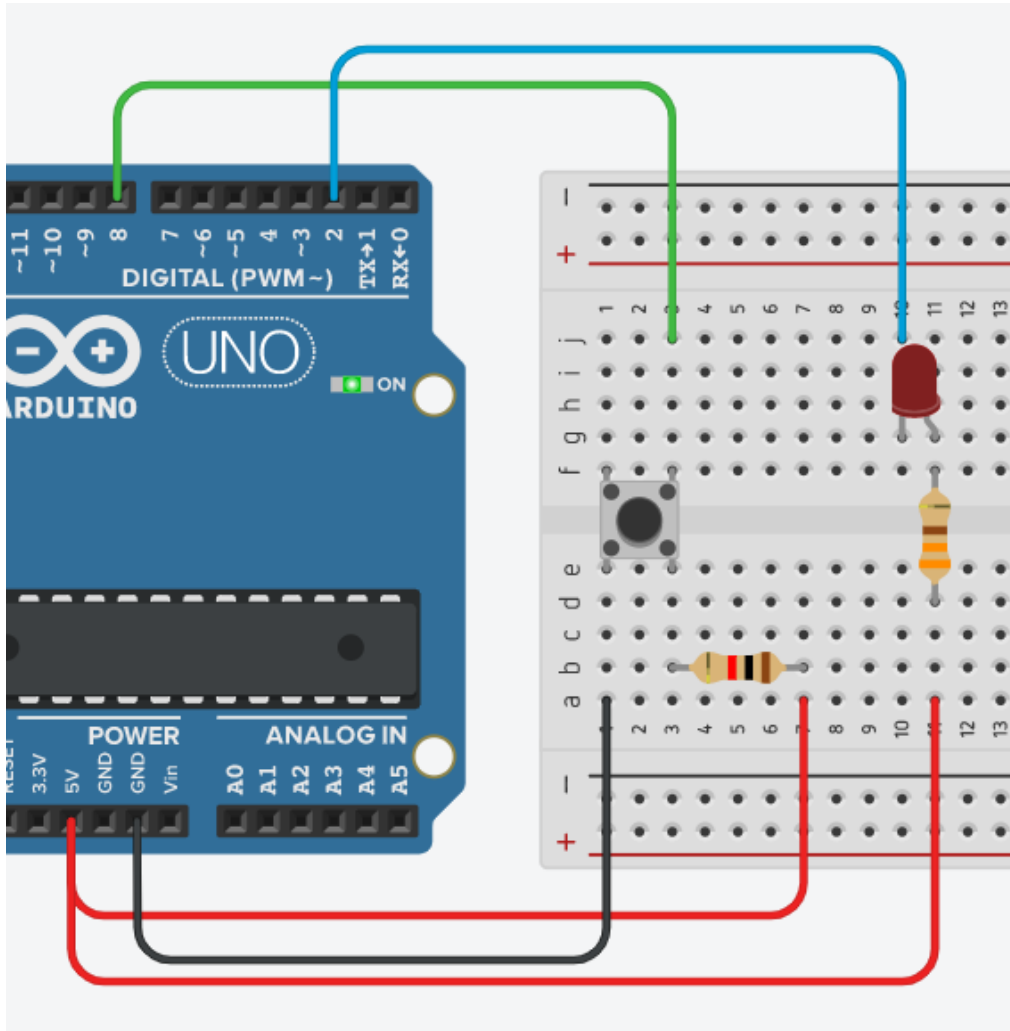 ~11 ~10 ~9 8 7 ~6 ~5 4 ~3 2 TX→1 RX←0
DIGITAL (PWM ~)
UNO
ON
ARDUINO
POWER
ANALOG IN
RESET 3.3V 5V GND GND Vin
A0 A1 A2 A3 A4 A5
− +
1 2 3 4 5 6 7 8 9 10 11 12 13
j
i
h
g
f
e
d
c
b
a
1 2 3 4 5 6 7 8 9 10 11 12 13
− +